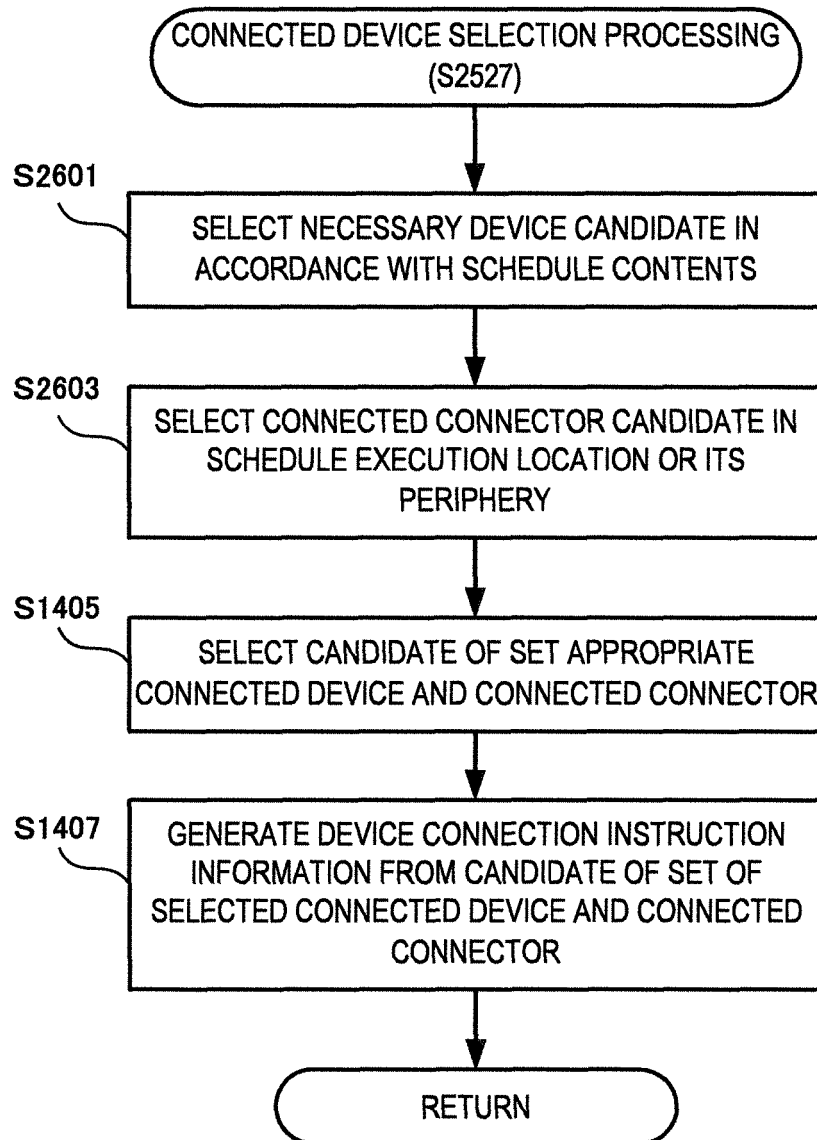 CONNECTED DEVICE SELECTION PROCESSING
(S2527)
S2601
SELECT NECESSARY DEVICE CANDIDATE IN
ACCORDANCE WITH SCHEDULE CONTENTS
S2603
SELECT CONNECTED CONNECTOR CANDIDATE IN
SCHEDULE EXECUTION LOCATION OR ITS
PERIPHERY
S1405
SELECT CANDIDATE OF SET APPROPRIATE
CONNECTED DEVICE AND CONNECTED CONNECTOR
S1407
GENERATE DEVICE CONNECTION INSTRUCTION
INFORMATION FROM CANDIDATE OF SET OF
SELECTED CONNECTED DEVICE AND CONNECTED
CONNECTOR
RETURN